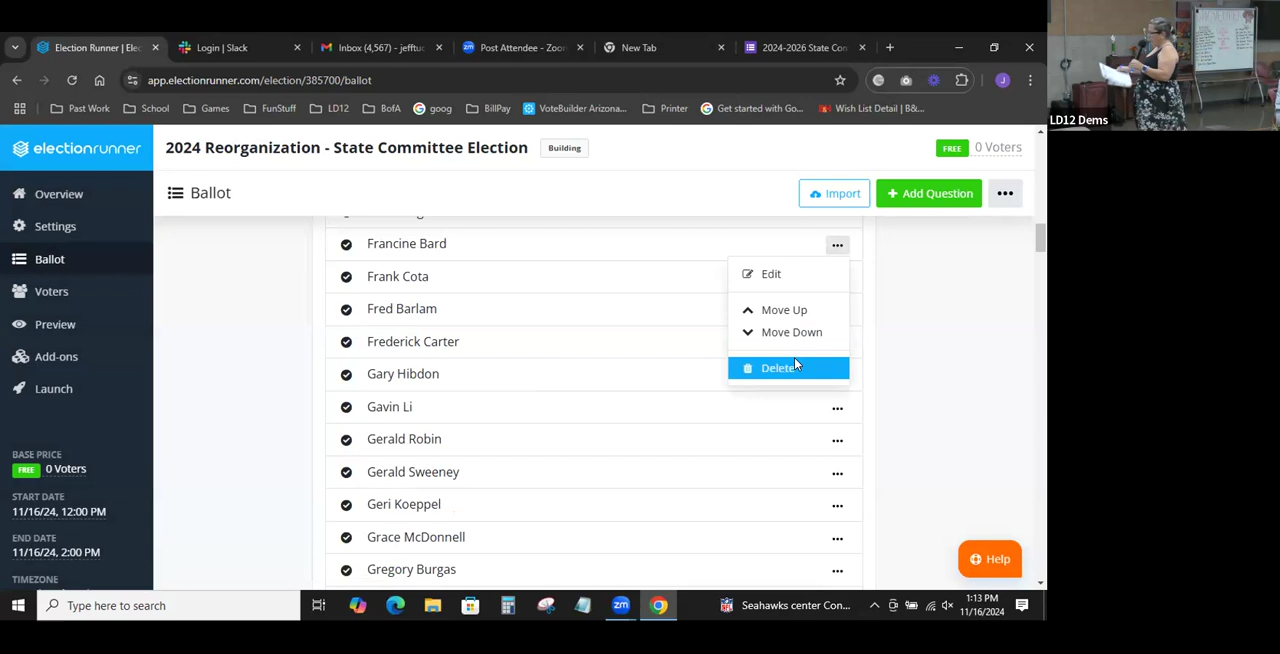 Election Runner | Elec
Login | Slack
Inbox (4,567) - jefftuc
Post Attendee - Zoo
New Tab
2024-2026 State Com
app.electionrunner.com/election/385700/ballot
J
Past Work
School
Games
FunStuff
LD12
BofA
goog
BillPay
VoteBuilder Arizona...
Printer
Get started with Go...
Wish List Detail | B&...
LD12 Dems
electionrunner
2024 Reorganization - State Committee Election
Building
FREE
0 Voters
Ballot
Import
Add Question
Overview
Settings
Ballot
Voters
Preview
Add-ons
Launch
BASE PRICE
FREE 0 Voters
START DATE
11/16/24, 12:00 PM
END DATE
11/16/24, 2:00 PM
TIMEZONE
Francine Bard
Frank Cota
Fred Barlam
Frederick Carter
Gary Hibdon
Gavin Li
Gerald Robin
Gerald Sweeney
Geri Koeppel
Grace McDonnell
Gregory Burgas
Edit
Move Up
Move Down
Delete
Help
Type here to search
zm
Seahawks center Con...
1:13 PM
11/16/2024